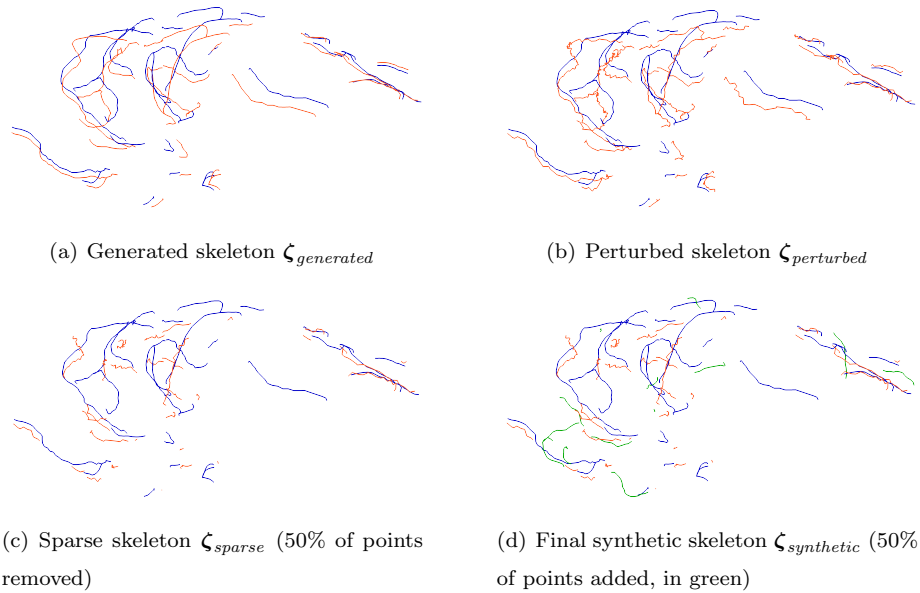 (a) Generated skeleton ζ_generated
(b) Perturbed skeleton ζ_perturbed
(c) Sparse skeleton ζ_sparse (50% of points
removed)
(d) Final synthetic skeleton ζ_synthetic (50%
of points added, in green)